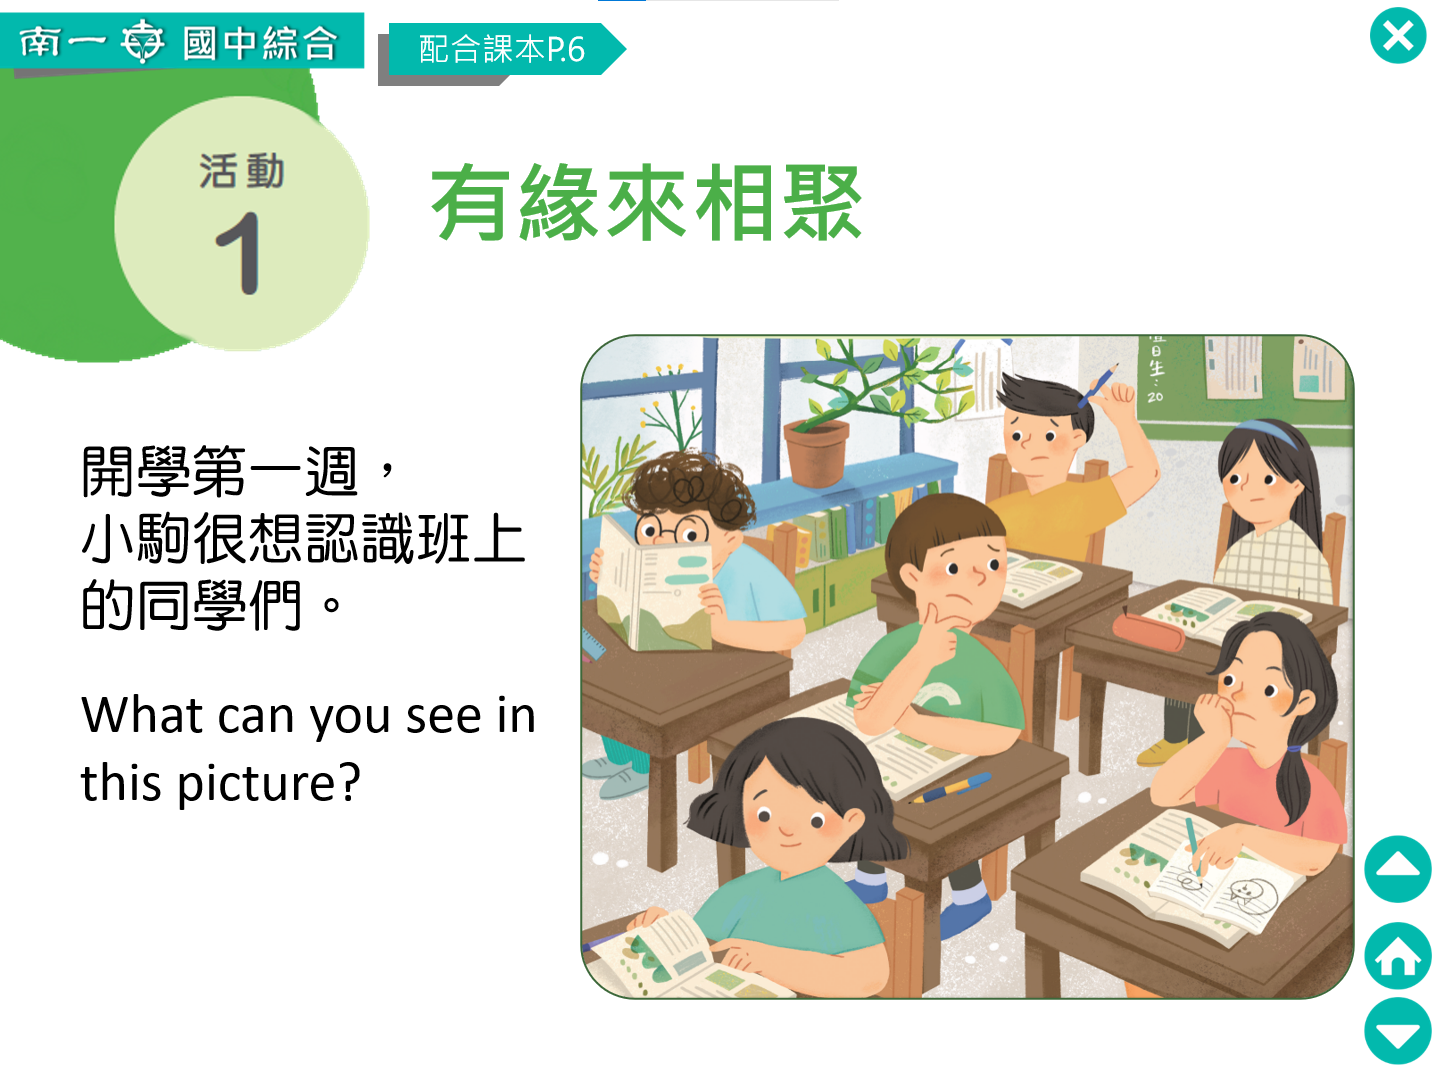 南一 國中綜合
配合課本P.6
活動
1
有緣來相聚
開學第一週，
小駒很想認識班上
的同學們。
What can you see in
this picture?
值日生：20